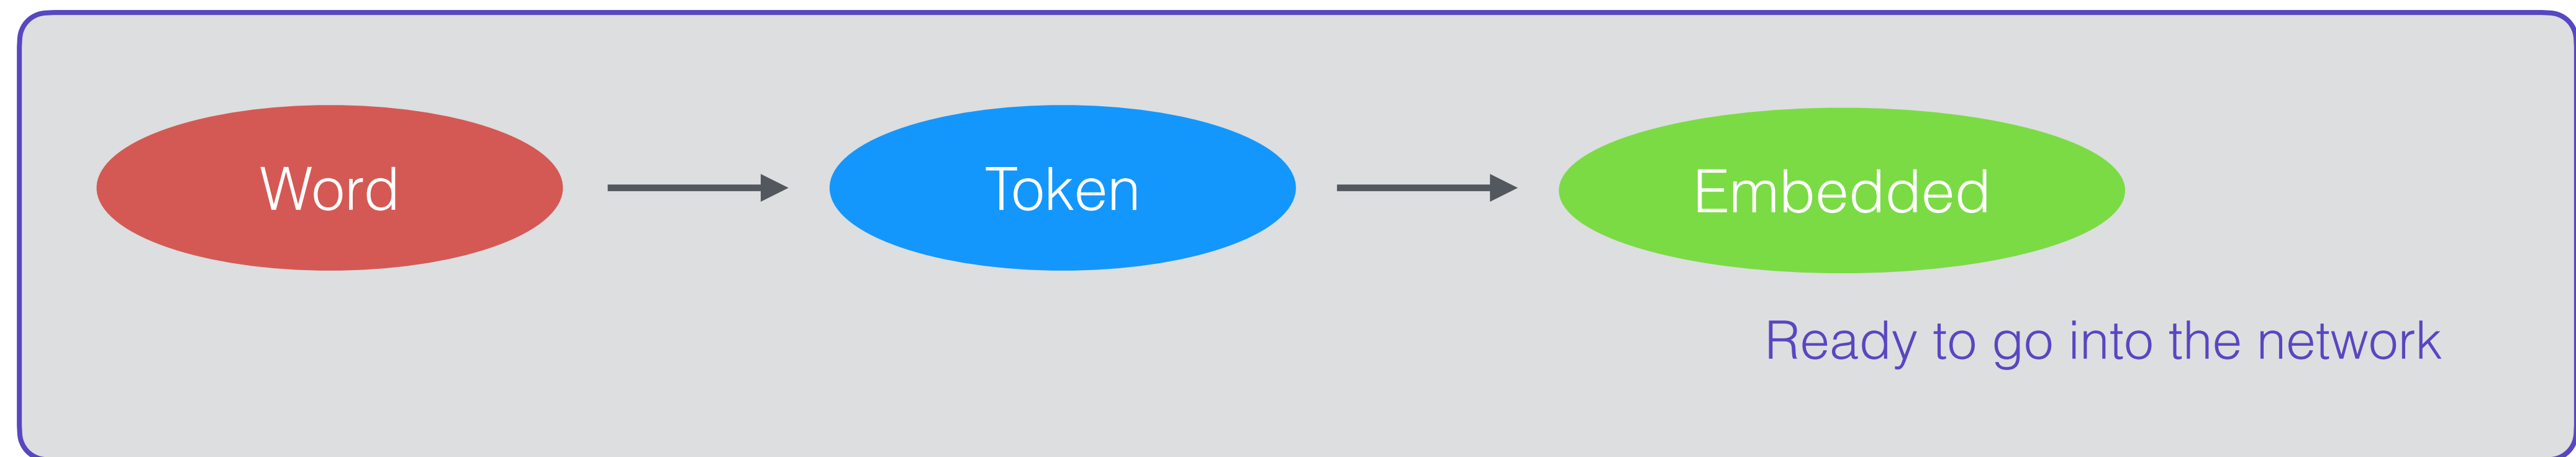 Word
Token
Embedded
Ready to go into the network